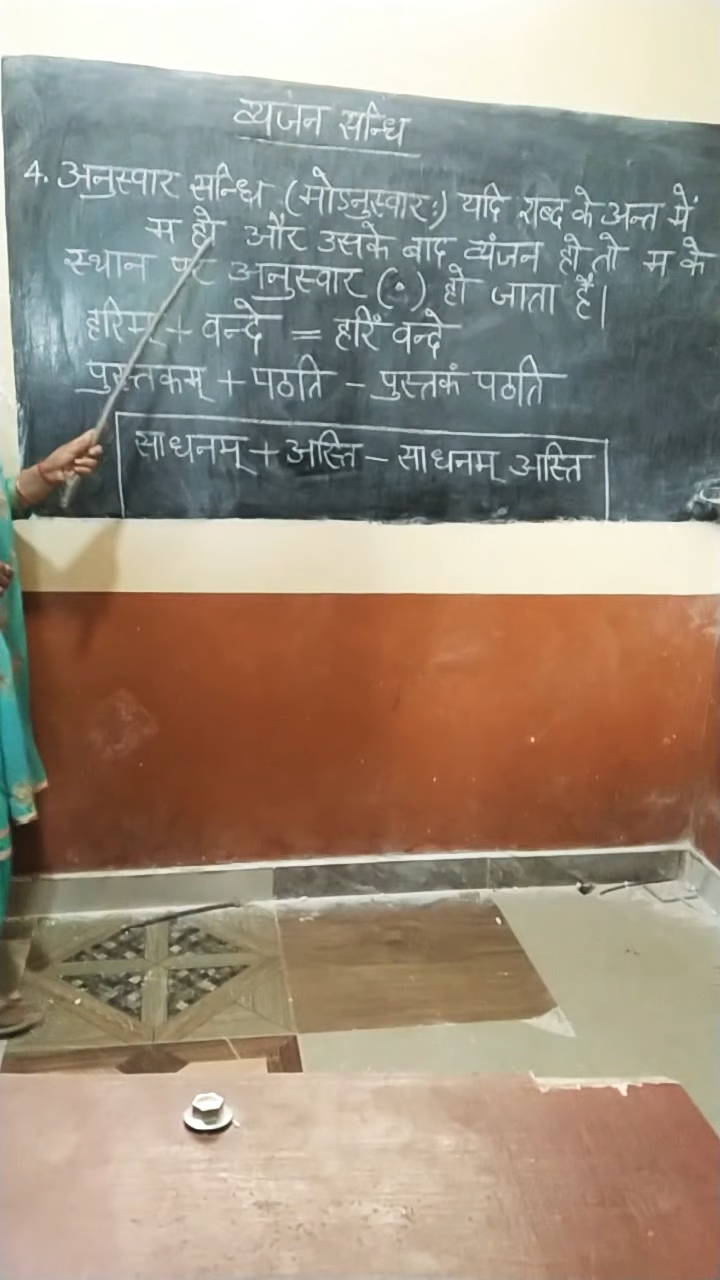 व्यजंन सन्धि
4. अनुस्वार सन्धि (मोऽनुस्वारः) यदि शब्द के अन्त में
म हो और उसके बाद व्यंजन हो तो म के
स्थान पर अनुस्वार (ं) हो जाता हैं।
हरिम् + वन्दे = हरिं वन्दे
पुस्तकम् + पठति - पुस्तकं पठति
साधनम् + अस्ति - साधनम् अस्ति